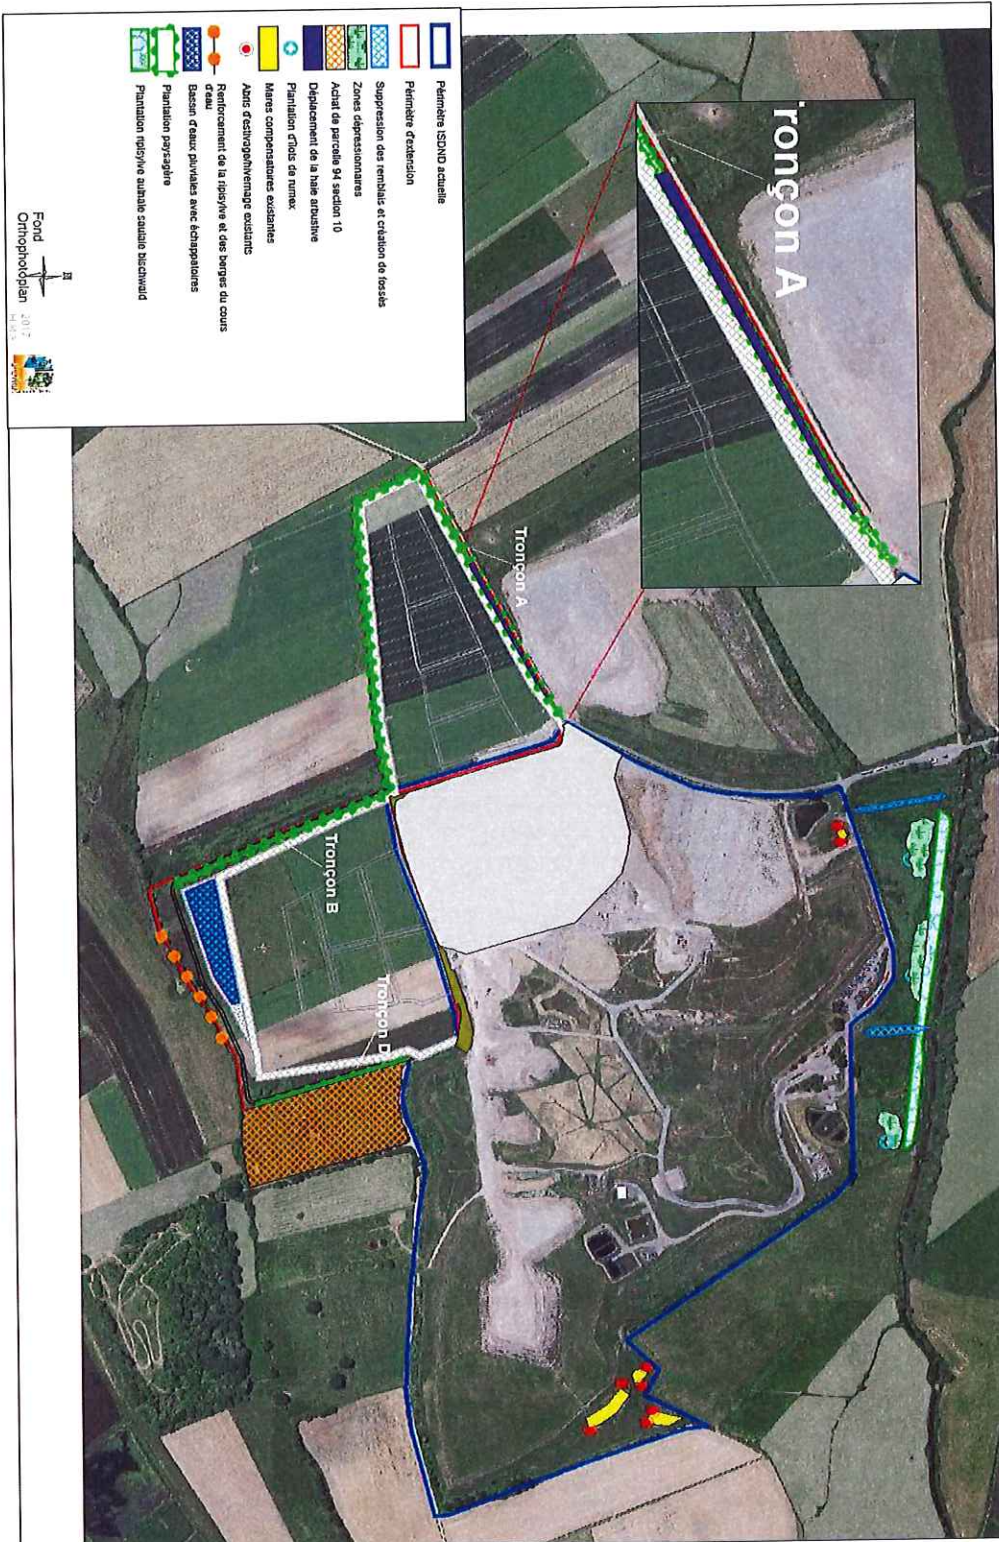 Périmètre ISDND actuelle
Périmètre d'extension
Suppression des remblais et création de fossés
Zones dépressionnaires
Achat de parcelle 94 section 10
Déplacement de la haie arbustive
Plantation d'îlots de rumex
Mares compensatoires existantes
Abris d'estivage/hivernage existants
Renforcement de la ripisylve et des berges du cours
d'eau
Bassin d'eaux pluviales avec échappatoires
Plantation paysagère
Plantation ripisylve aulnaie saulaie bischwald
Fond
Orthophotoplan 2017
ronçon A
Tronçon A
Tronçon B
Tronçon D